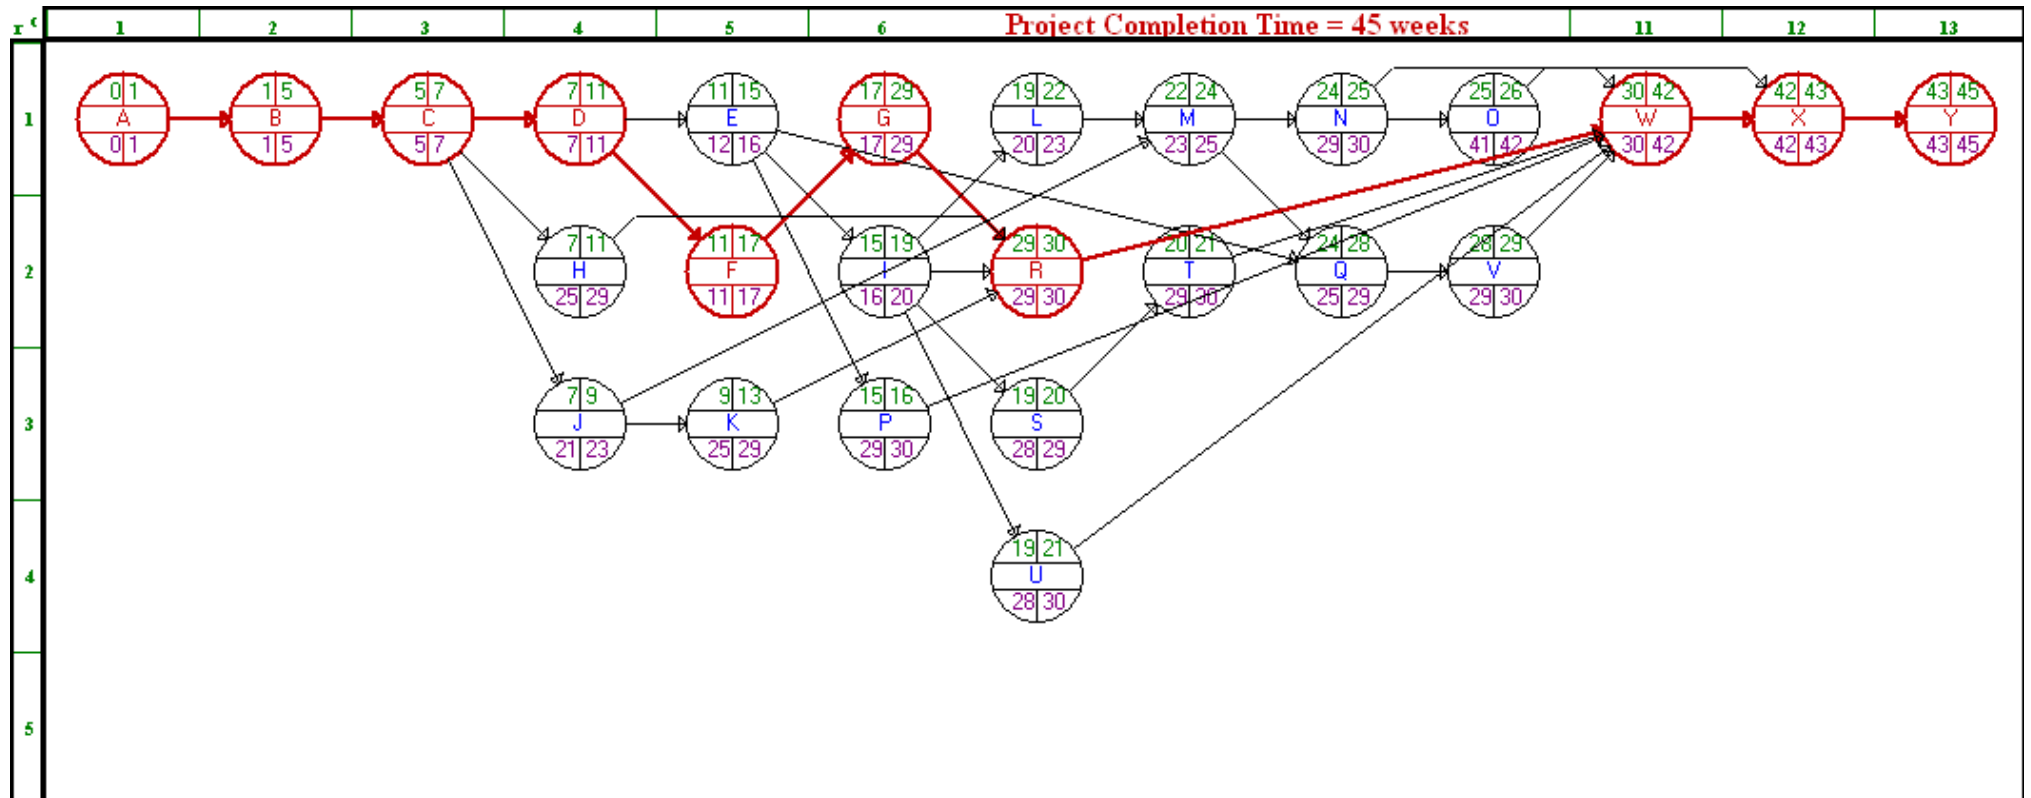 r c 1 2 3 4 5 6 Project Completion Time = 45 weeks 11 12 13
1
0 1 1 5 5 7 7 11 11 15 17 29 19 22 22 24 24 25 25 26 30 42 42 43 43 45
A B C D E G L M N O W X Y
0 1 1 5 5 7 7 11 12 16 17 29 20 23 23 25 29 30 41 42 30 42 42 43 43 45
2
7 11 11 17 15 19 29 30 20 21 24 28 28 29
H F I R T Q V
25 29 11 17 16 20 29 30 29 30 25 29 29 30
3
7 9 9 13 15 16 19 20
J K P S
21 23 25 29 29 30 28 29
4
19 21
U
28 30
5